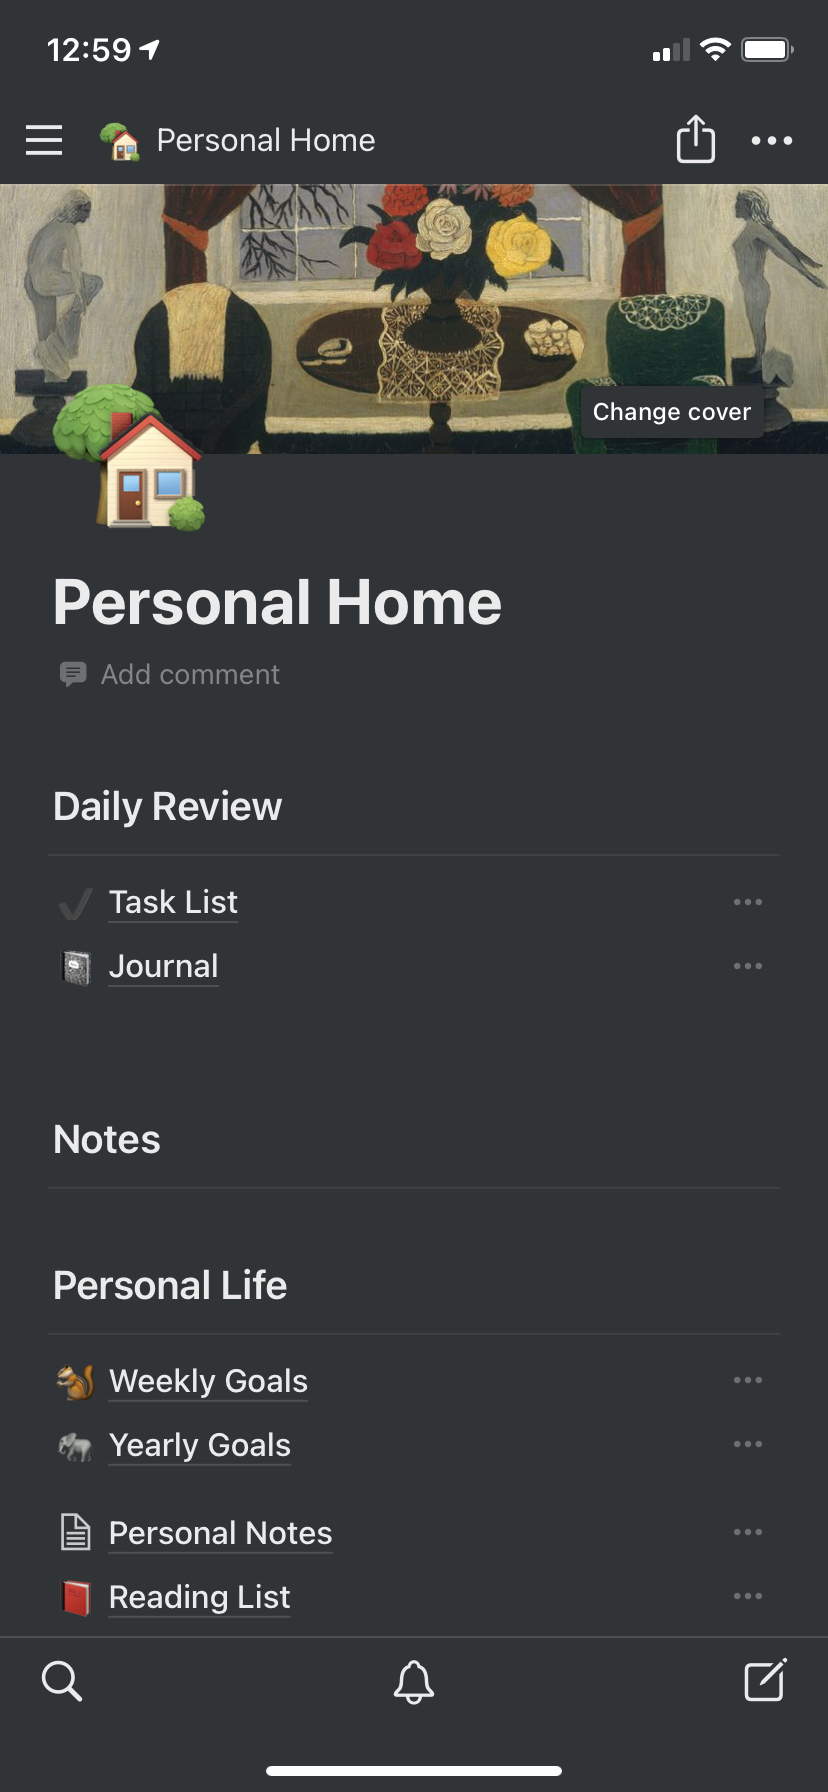 12:59
Personal Home
Change cover
Personal Home
Add comment
Daily Review
Task List
Journal
Notes
Personal Life
Weekly Goals
Yearly Goals
Personal Notes
Reading List